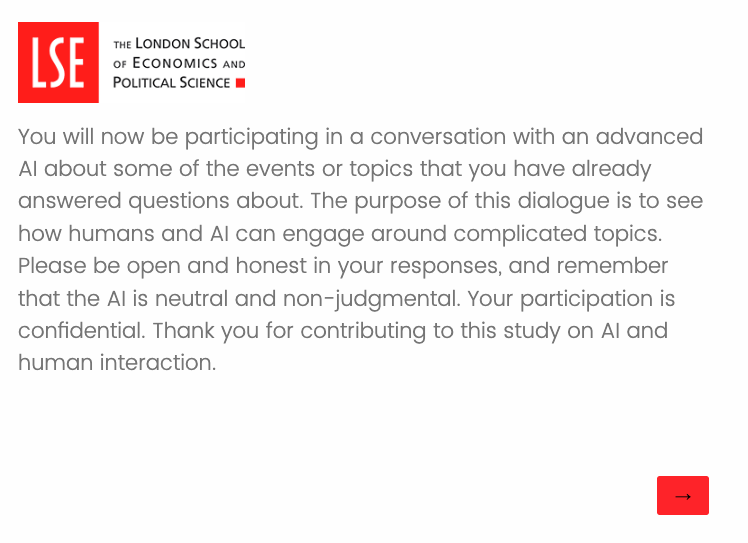 LSE
THE LONDON SCHOOL
OF ECONOMICS AND
POLITICAL SCIENCE
You will now be participating in a conversation with an advanced
AI about some of the events or topics that you have already
answered questions about. The purpose of this dialogue is to see
how humans and AI can engage around complicated topics.
Please be open and honest in your responses, and remember
that the AI is neutral and non-judgmental. Your participation is
confidential. Thank you for contributing to this study on AI and
human interaction.
→